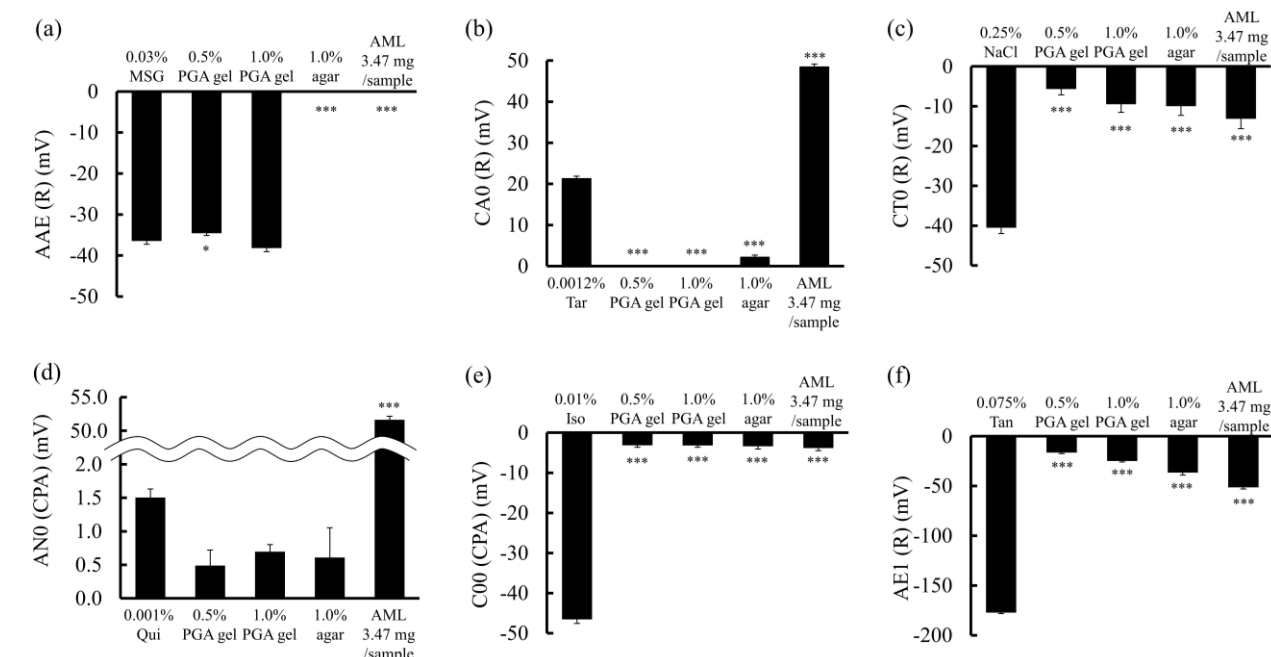 (a)
0.03% 0.5% 1.0% 1.0% AML
MSG PGA gel PGA gel agar 3.47 mg
/sample
AAE (R) (mV)
0
-10
-20
-30
-40
-50
*
*** ***
(b)
CA0 (R) (mV)
50
40
30
20
10
0
*** *** *** ***
0.0012% 0.5% 1.0% 1.0% AML
Tar PGA gel PGA gel agar 3.47 mg
/sample
(c)
0.25% 0.5% 1.0% 1.0% AML
NaCl PGA gel PGA gel agar 3.47 mg
/sample
CT0 (R) (mV)
0
-10
-20
-30
-40
-50
*** *** *** ***
(d)
AN0 (CPA) (mV)
55.0
50.0
2.0
1.5
1.0
0.5
0.0
***
0.001% 0.5% 1.0% 1.0% AML
Qui PGA gel PGA gel agar 3.47 mg
/sample
(e)
0.01% 0.5% 1.0% 1.0% AML
Iso PGA gel PGA gel agar 3.47 mg
/sample
C00 (CPA) (mV)
0
-10
-20
-30
-40
-50
*** *** *** ***
(f)
0.075% 0.5% 1.0% 1.0% AML
Tan PGA gel PGA gel agar 3.47 mg
/sample
AE1 (R) (mV)
0
-50
-100
-150
-200
*** *** *** ***